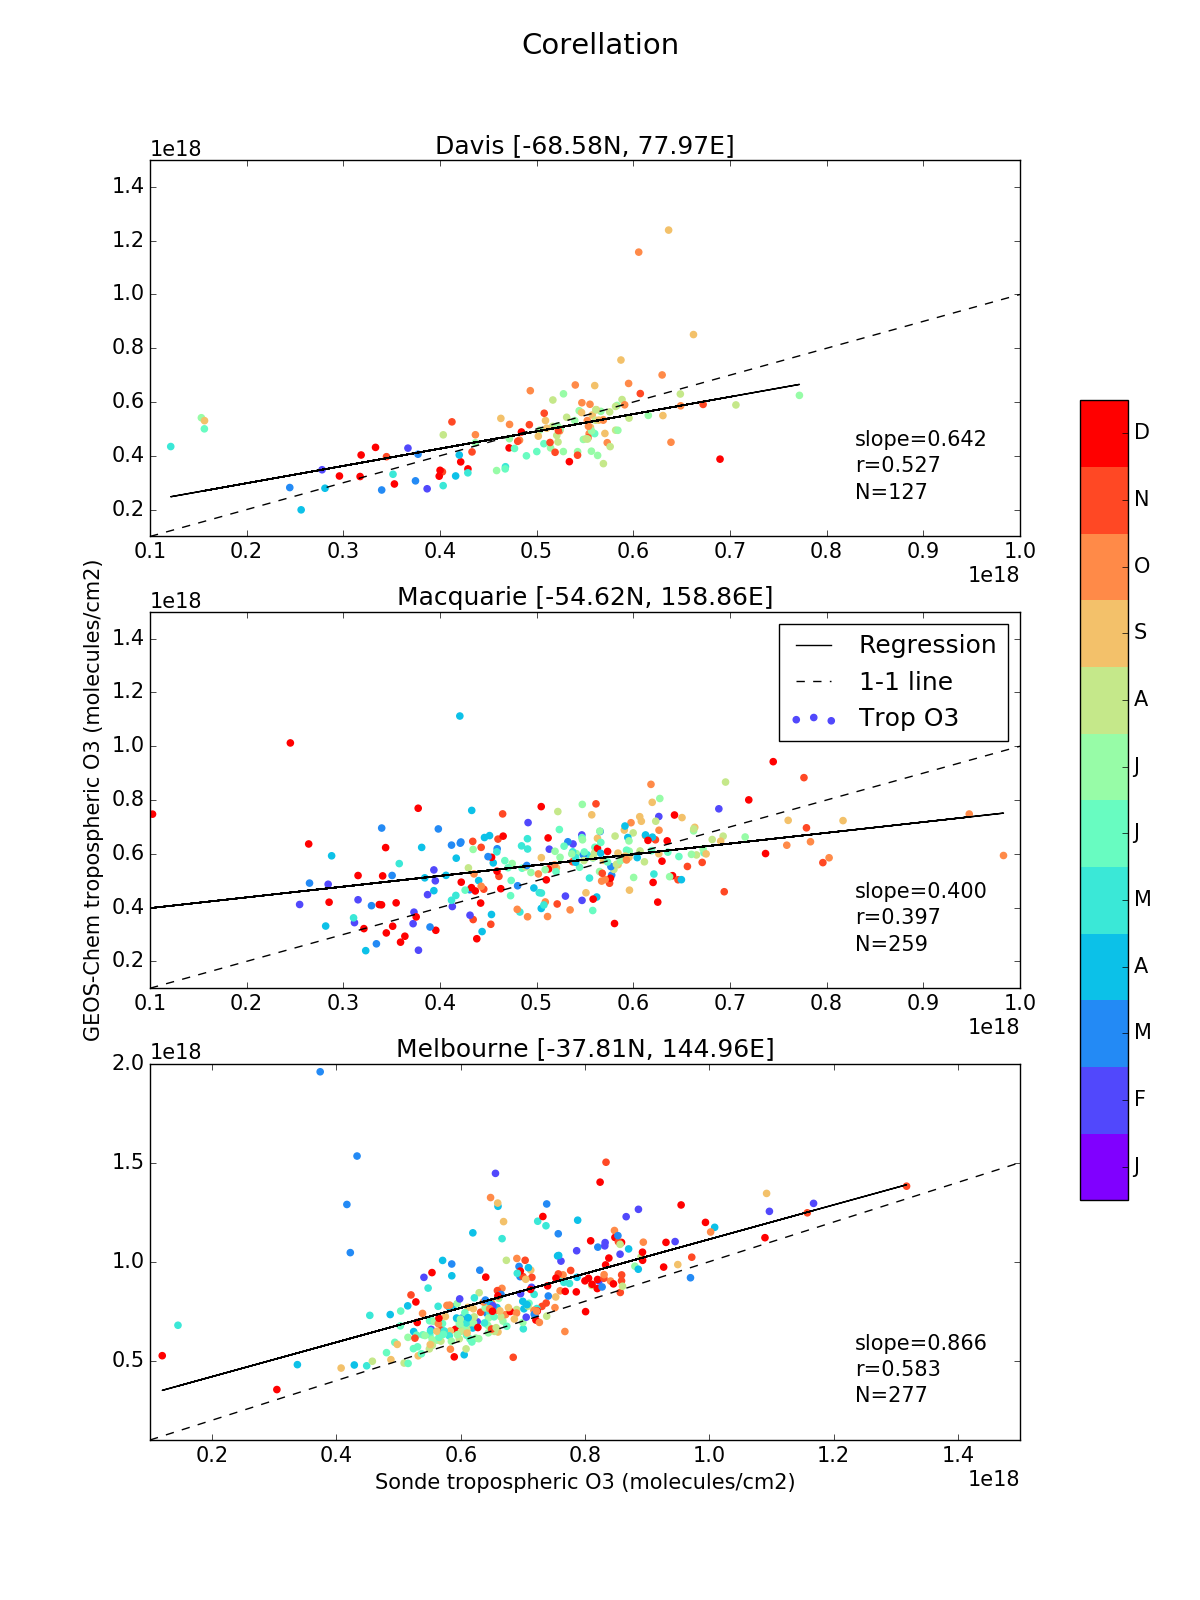 Corellation
Davis [-68.58N, 77.97E]
1e18
1.4
1.2
1.0
0.8
0.6
0.4
0.2
slope=0.642
r=0.527
N=127
0.1 0.2 0.3 0.4 0.5 0.6 0.7 0.8 0.9 1.0
1e18
Macquarie [-54.62N, 158.86E]
1e18
1.4
1.2
1.0
0.8
0.6
0.4
0.2
Regression
1-1 line
Trop O3
slope=0.400
r=0.397
N=259
0.1 0.2 0.3 0.4 0.5 0.6 0.7 0.8 0.9 1.0
1e18
GEOS-Chem tropospheric O3 (molecules/cm2)
Melbourne [-37.81N, 144.96E]
1e18
2.0
1.5
1.0
0.5
slope=0.866
r=0.583
N=277
0.2 0.4 0.6 0.8 1.0 1.2 1.4
1e18
Sonde tropospheric O3 (molecules/cm2)
D
N
O
S
A
J
J
M
A
M
F
J